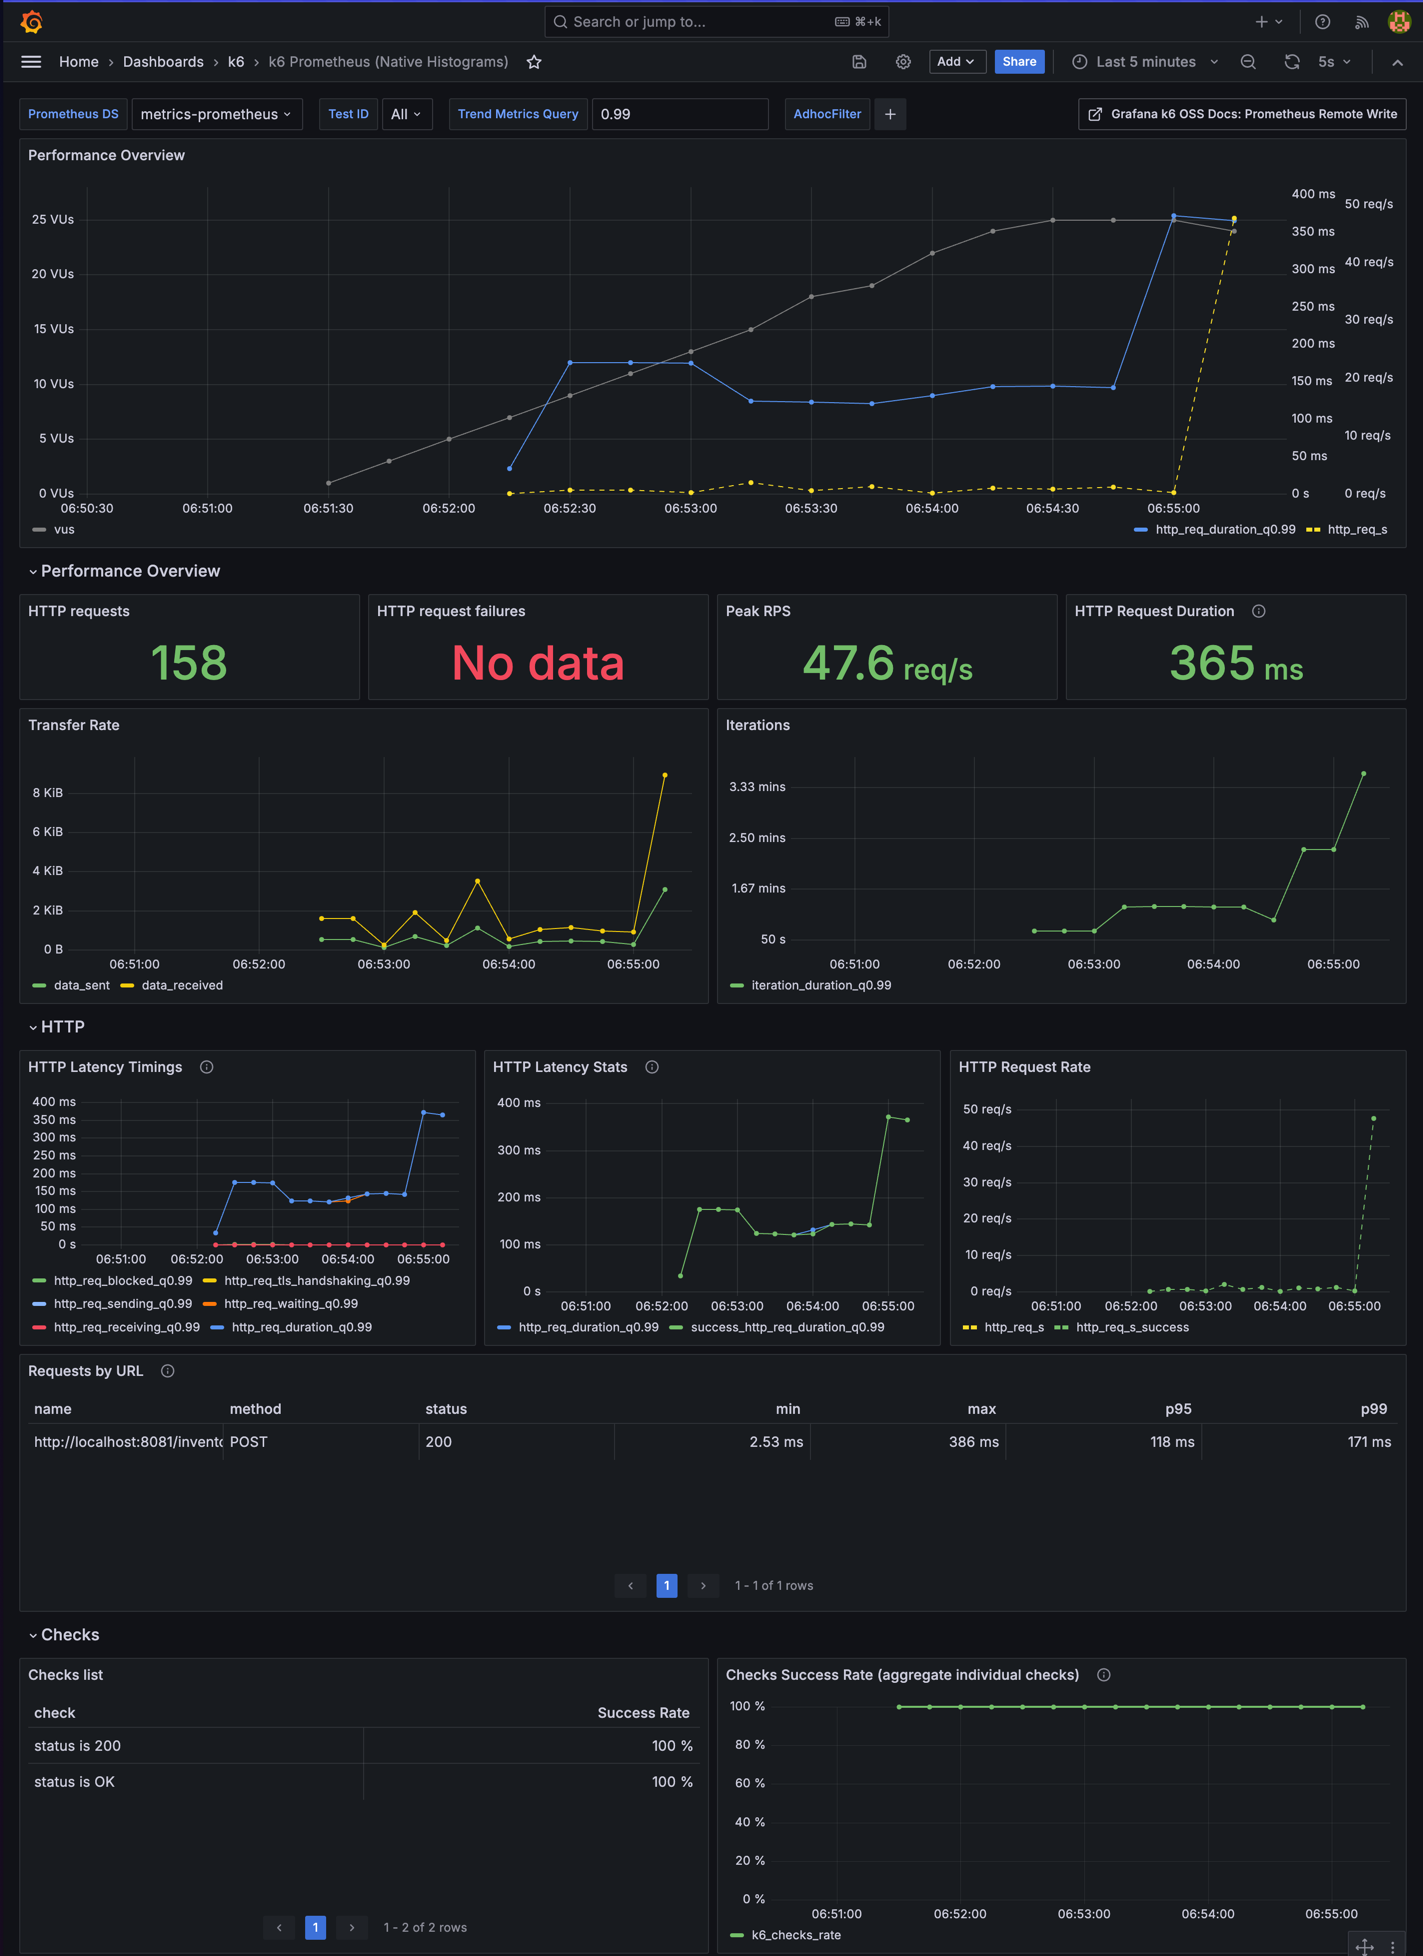 Search or jump to... ⌘+k
Home › Dashboards › k6 › k6 Prometheus (Native Histograms) Add Share Last 5 minutes 5s
Prometheus DS metrics-prometheus Test ID All Trend Metrics Query 0.99 AdhocFilter + Grafana k6 OSS Docs: Prometheus Remote Write
Performance Overview
400 ms
50 req/s
25 VUs
350 ms
20 VUs 300 ms 40 req/s
250 ms
15 VUs 30 req/s
200 ms
10 VUs 150 ms 20 req/s
100 ms
5 VUs 10 req/s
50 ms
0 VUs 0 s 0 req/s
06:50:30 06:51:00 06:51:30 06:52:00 06:52:30 06:53:00 06:53:30 06:54:00 06:54:30 06:55:00
vus http_req_duration_q0.99 http_req_s
Performance Overview
HTTP requests
158
HTTP request failures
No data
Peak RPS
47.6 req/s
HTTP Request Duration
365 ms
Transfer Rate
8 KiB
6 KiB
4 KiB
2 KiB
0 B
06:51:00 06:52:00 06:53:00 06:54:00 06:55:00
data_sent data_received
Iterations
3.33 mins
2.50 mins
1.67 mins
50 s
06:51:00 06:52:00 06:53:00 06:54:00 06:55:00
iteration_duration_q0.99
HTTP
HTTP Latency Timings
400 ms
350 ms
300 ms
250 ms
200 ms
150 ms
100 ms
50 ms
0 s
06:51:00 06:52:00 06:53:00 06:54:00 06:55:00
http_req_blocked_q0.99 http_req_tls_handshaking_q0.99
http_req_sending_q0.99 http_req_waiting_q0.99
http_req_receiving_q0.99 http_req_duration_q0.99
HTTP Latency Stats
400 ms
300 ms
200 ms
100 ms
0 s
06:51:00 06:52:00 06:53:00 06:54:00 06:55:00
http_req_duration_q0.99 success_http_req_duration_q0.99
HTTP Request Rate
50 req/s
40 req/s
30 req/s
20 req/s
10 req/s
0 req/s
06:51:00 06:52:00 06:53:00 06:54:00 06:55:00
http_req_s http_req_s_success
Requests by URL
name method status min max p95 p99
http://localhost:8081/invento POST 200 2.53 ms 386 ms 118 ms 171 ms
‹ 1 › 1 - 1 of 1 rows
Checks
Checks list
check Success Rate
status is 200 100 %
status is OK 100 %
‹ 1 › 1 - 2 of 2 rows
Checks Success Rate (aggregate individual checks)
100 %
80 %
60 %
40 %
20 %
0 %
06:51:00 06:52:00 06:53:00 06:54:00 06:55:00
k6_checks_rate